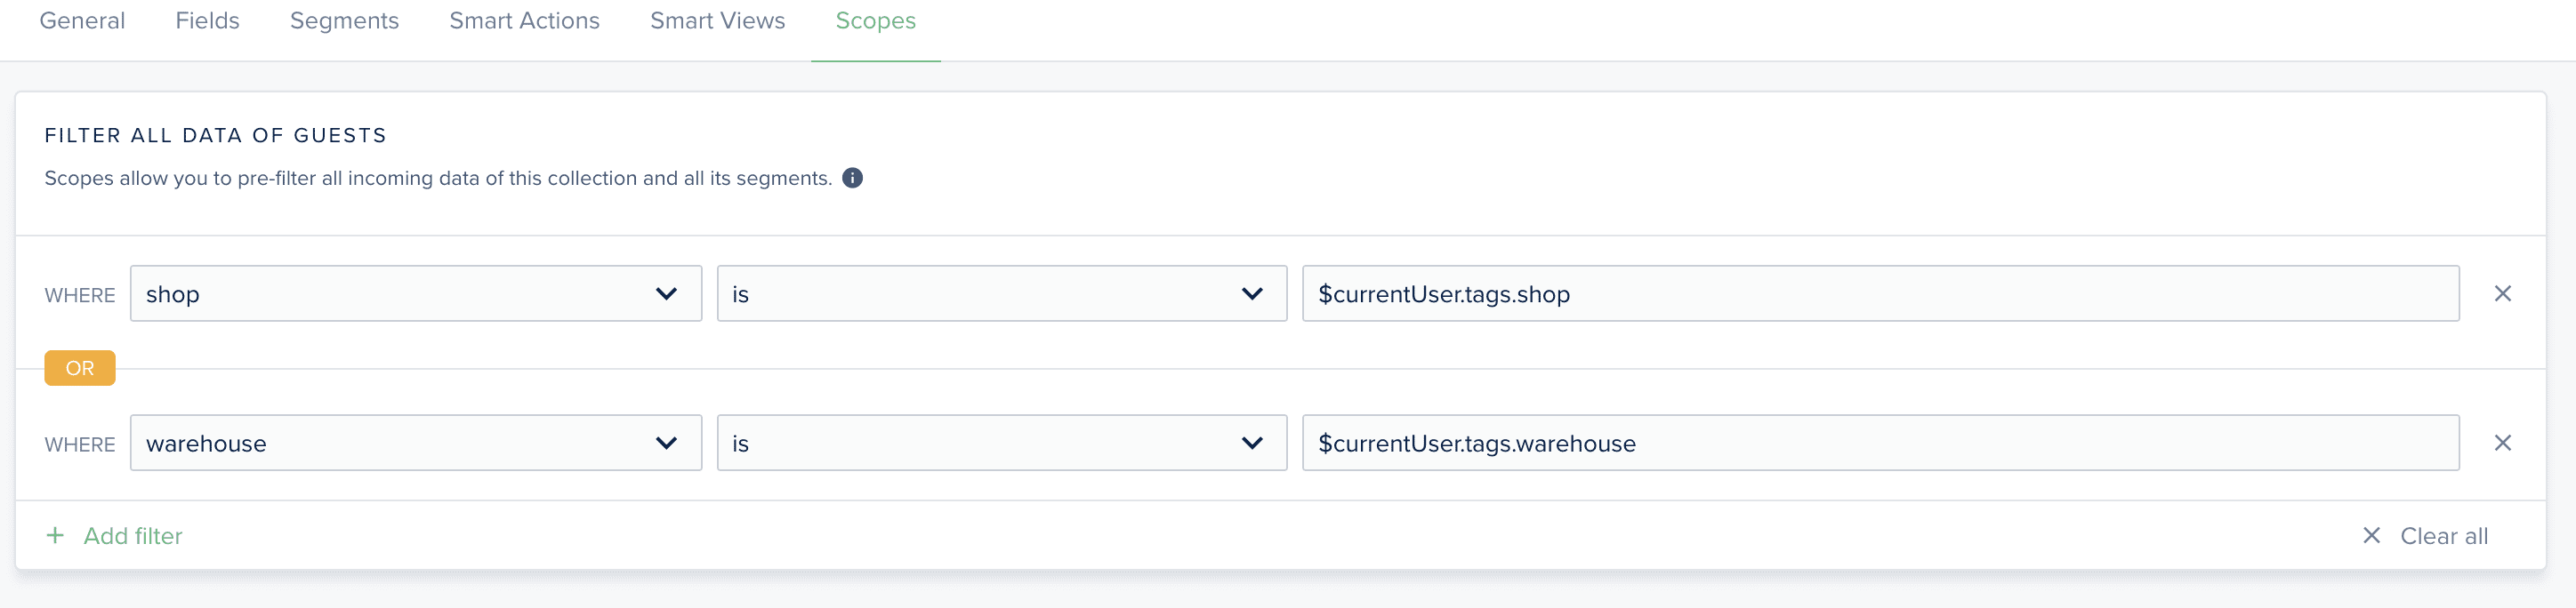 General Fields Segments Smart Actions Smart Views Scopes
FILTER ALL DATA OF GUESTS
Scopes allow you to pre-filter all incoming data of this collection and all its segments. i
WHERE shop is $currentUser.tags.shop
OR
WHERE warehouse is $currentUser.tags.warehouse
+ Add filter × Clear all